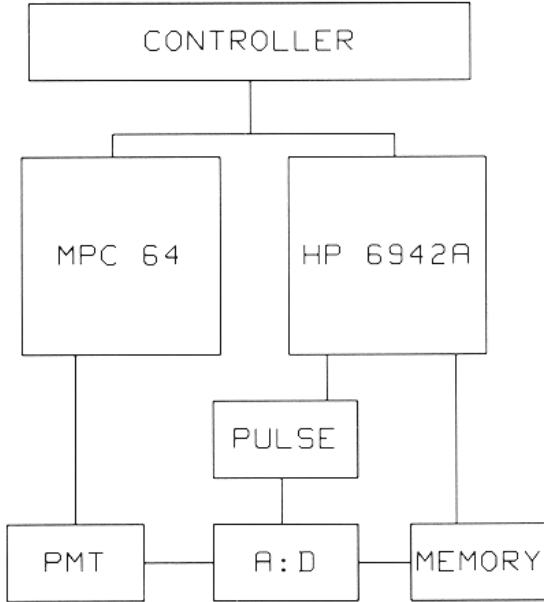 CONTROLLER
MPC 64
HP 6942A
PULSE
PMT
A:D
MEMORY